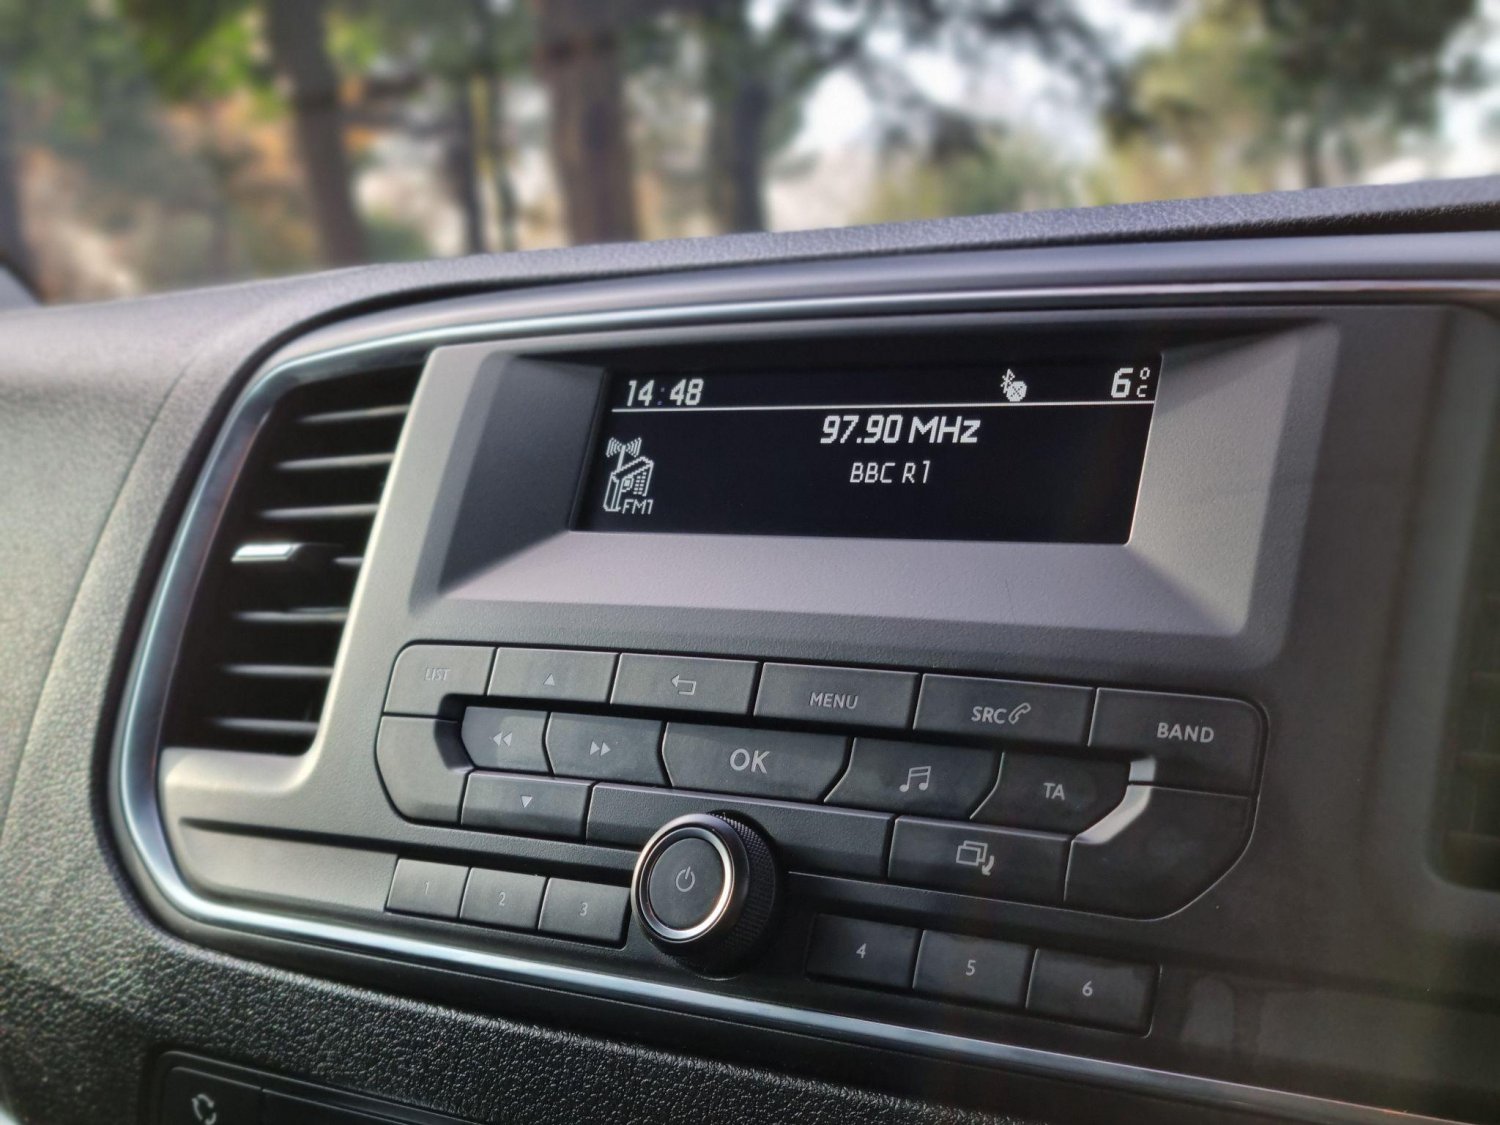 14:48 6°C
97.90 MHz
BBC R1
FM1
LIST MENU SRC BAND
OK TA
1 2 3 4 5 6